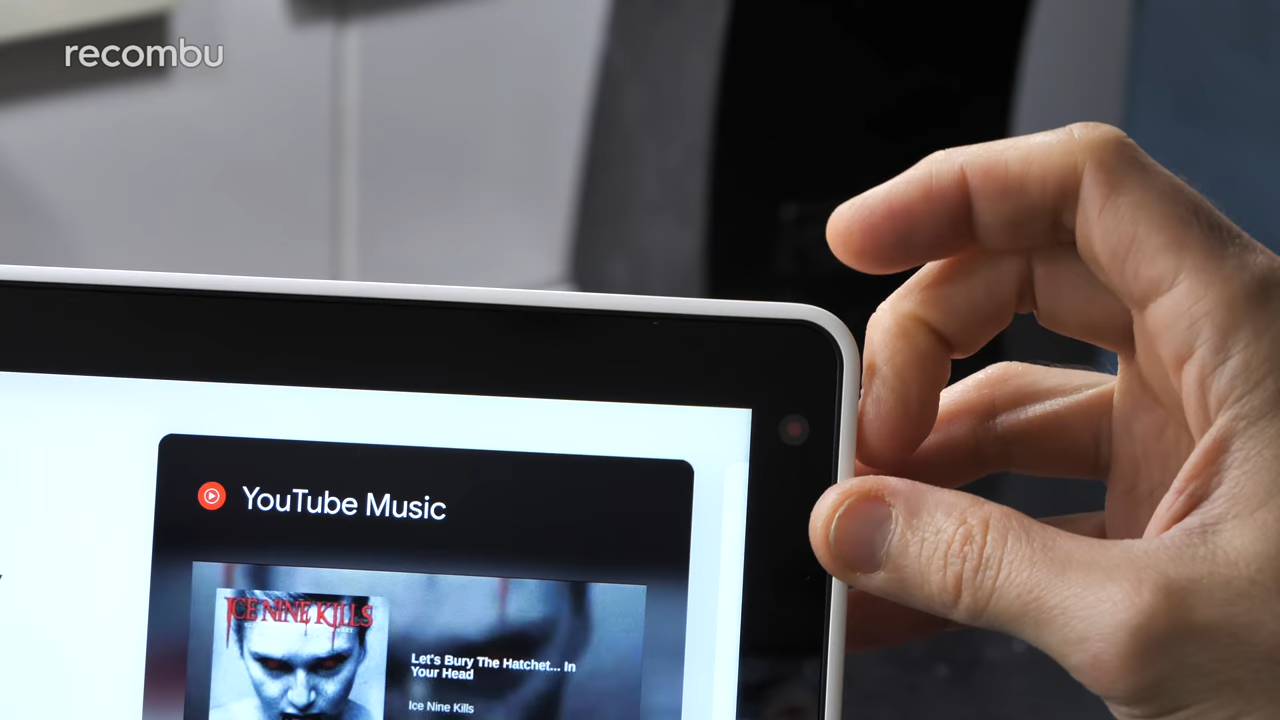 recombu
YouTube Music
ICE NINE KILLS
Let's Bury The Hatchet... In
Your Head
Ice Nine Kills